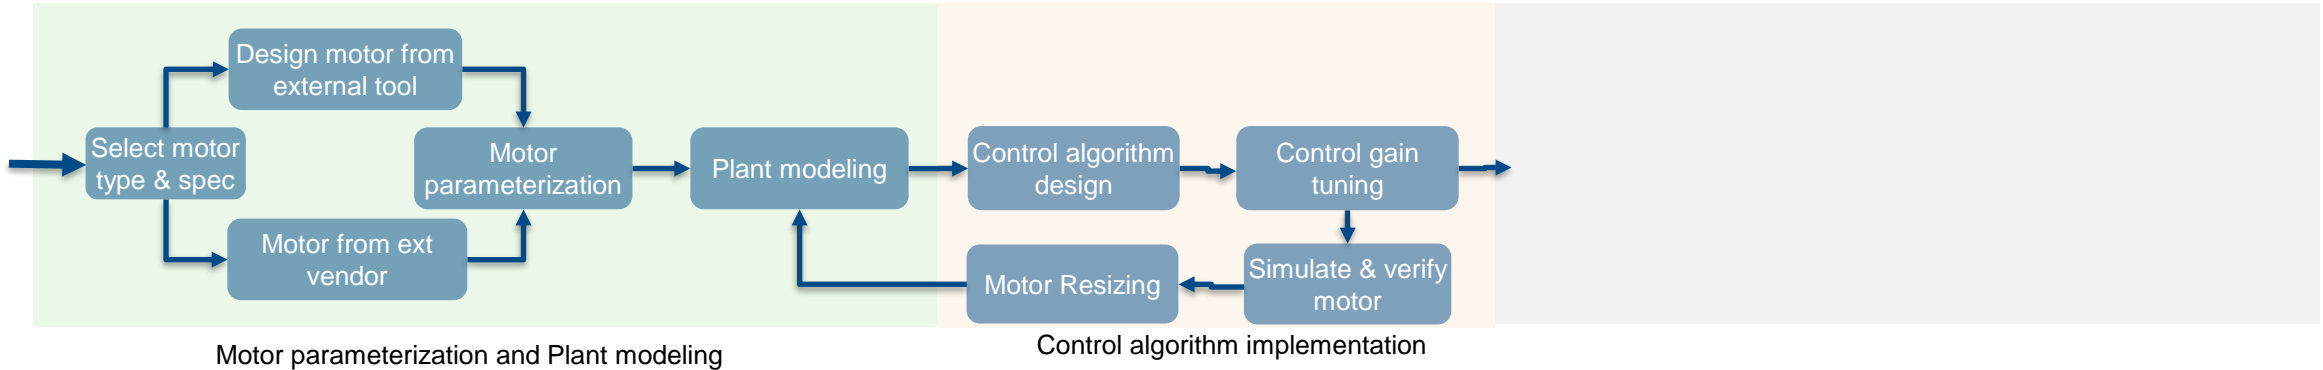 Design motor from
external tool
Select motor
type & spec
Motor
parameterization
Motor from ext
vendor
Plant modeling
Control algorithm
design
Control gain
tuning
Simulate & verify
motor
Motor Resizing
Motor parameterization and Plant modeling
Control algorithm implementation